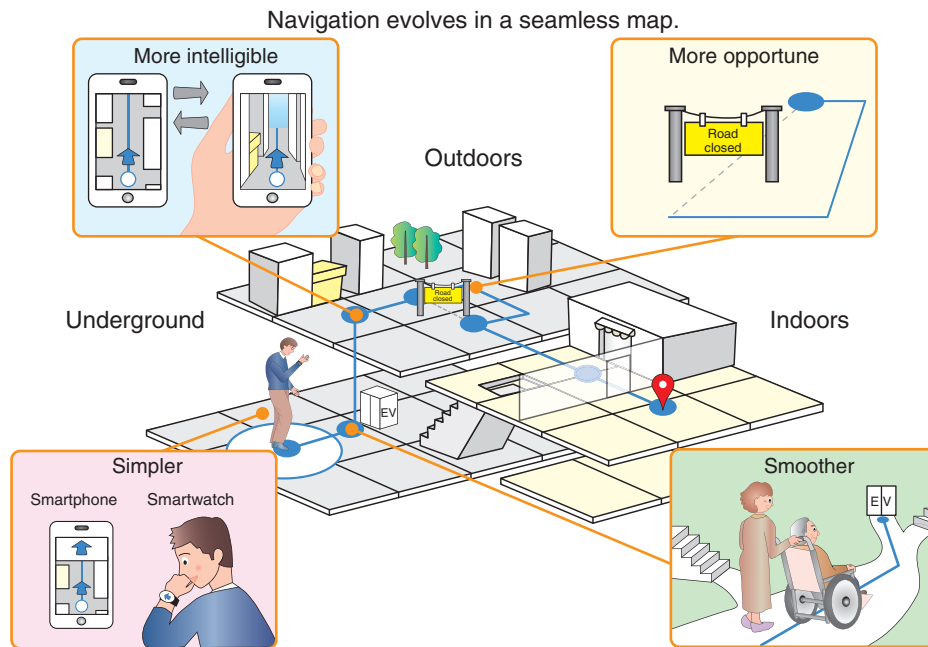 Navigation evolves in a seamless map.
More intelligible
More opportune
Road
closed
Outdoors
Road
closed
Underground
Indoors
EV
Simpler
Smartphone
Smartwatch
Smoother
E V